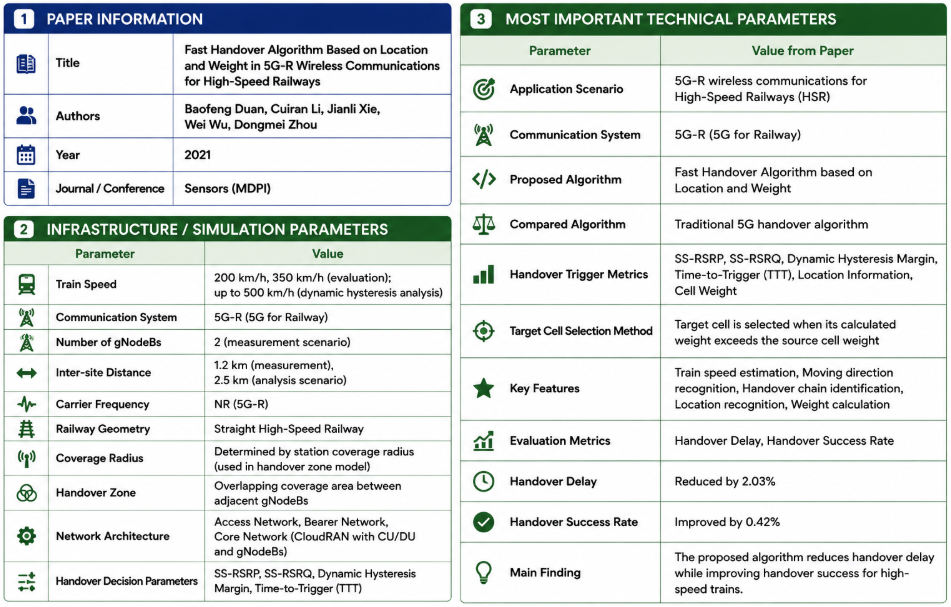 1 PAPER INFORMATION
Title
Fast Handover Algorithm Based on Location
and Weight in 5G-R Wireless Communications
for High-Speed Railways
Authors
Baofeng Duan, Cuiran Li, Jianli Xie,
Wei Wu, Dongmei Zhou
Year
2021
Journal / Conference
Sensors (MDPI)
2 INFRASTRUCTURE / SIMULATION PARAMETERS
Parameter Value
Train Speed
200 km/h, 350 km/h (evaluation);
up to 500 km/h (dynamic hysteresis analysis)
Communication System
5G-R (5G for Railway)
Number of gNodeBs
2 (measurement scenario)
Inter-site Distance
1.2 km (measurement),
2.5 km (analysis scenario)
Carrier Frequency
NR (5G-R)
Railway Geometry
Straight High-Speed Railway
Coverage Radius
Determined by station coverage radius
(used in handover zone model)
Handover Zone
Overlapping coverage area between
adjacent gNodeBs
Network Architecture
Access Network, Bearer Network,
Core Network (CloudRAN with CU/DU
and gNodeBs)
Handover Decision Parameters
SS-RSRP, SS-RSRQ, Dynamic Hysteresis
Margin, Time-to-Trigger (TTT)
3 MOST IMPORTANT TECHNICAL PARAMETERS
Parameter Value from Paper
Application Scenario
5G-R wireless communications for
High-Speed Railways (HSR)
Communication System
5G-R (5G for Railway)
Proposed Algorithm
Fast Handover Algorithm based on
Location and Weight
Compared Algorithm
Traditional 5G handover algorithm
Handover Trigger Metrics
SS-RSRP, SS-RSRQ, Dynamic Hysteresis Margin,
Time-to-Trigger (TTT), Location Information,
Cell Weight
Target Cell Selection Method
Target cell is selected when its calculated
weight exceeds the source cell weight
Key Features
Train speed estimation, Moving direction
recognition, Handover chain identification,
Location recognition, Weight calculation
Evaluation Metrics
Handover Delay, Handover Success Rate
Handover Delay
Reduced by 2.03%
Handover Success Rate
Improved by 0.42%
Main Finding
The proposed algorithm reduces handover delay
while improving handover success for high-
speed trains.